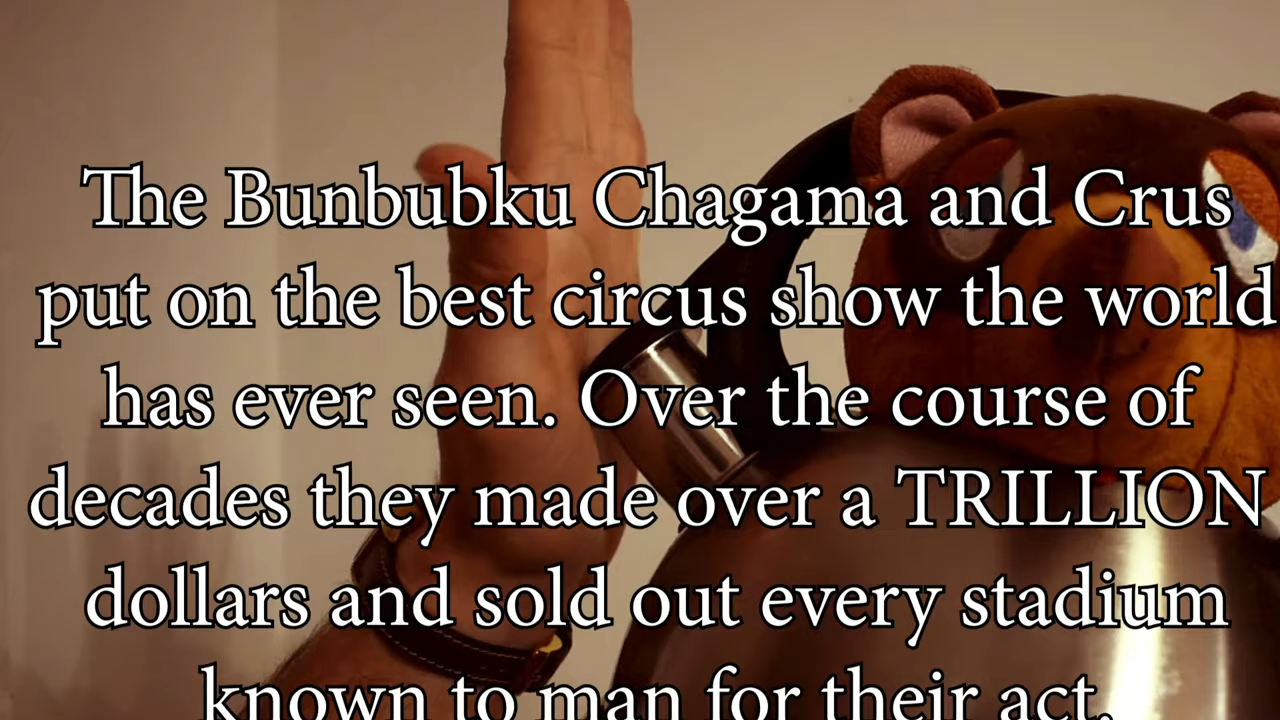 The Bunbubku Chagama and Crus
put on the best circus show the world
has ever seen. Over the course of
decades they made over a TRILLION
dollars and sold out every stadium
known to man for their act.